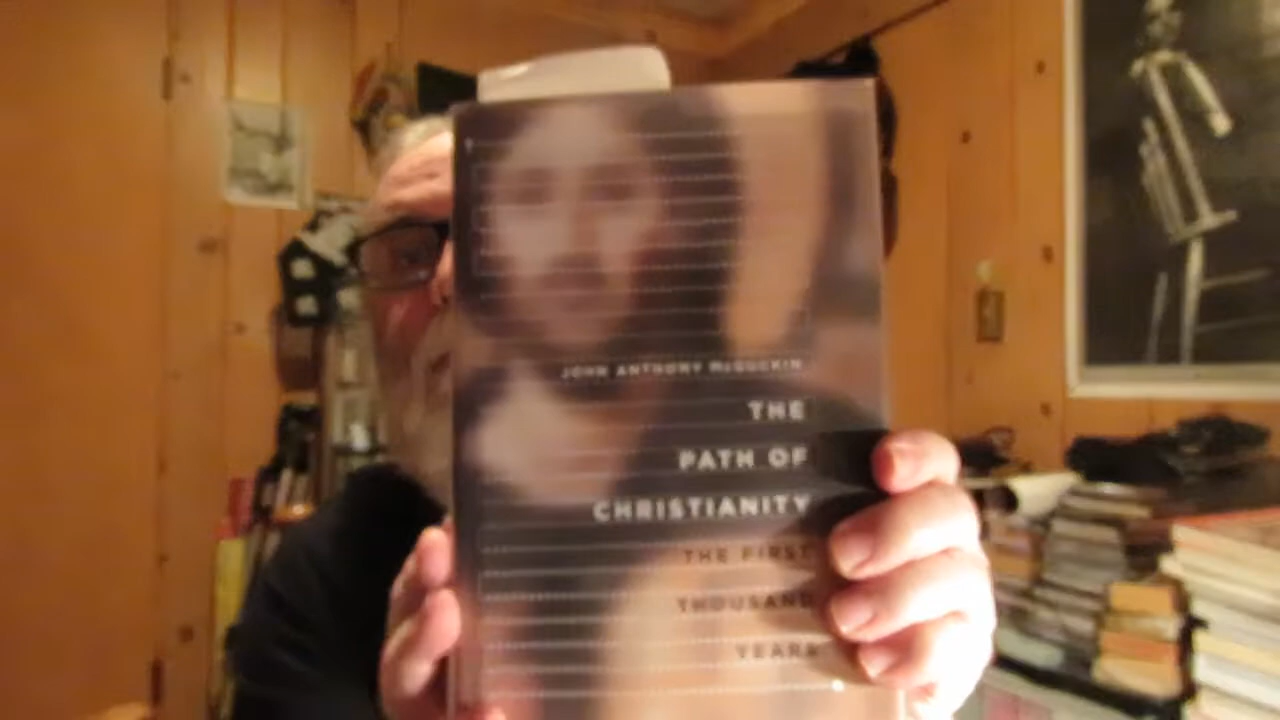 JOHN ANTHONY McGUCKIN
THE
PATH OF
CHRISTIANITY
THE FIRST
THOUSAND
YEARS